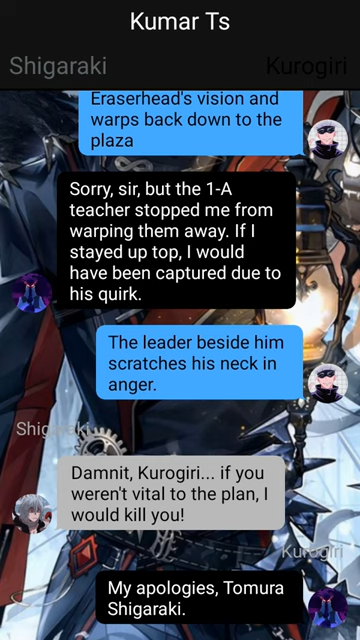 Kumar Ts
Shigaraki
Kurogiri
Eraserhead's vision and
warps back down to the
plaza
Sorry, sir, but the 1-A
teacher stopped me from
warping them away. If I
stayed up top, I would
have been captured due to
his quirk.
The leader beside him
scratches his neck in
anger.
Shigaraki
Damnit, Kurogiri... if you
weren't vital to the plan, I
would kill you!
Kurogiri
My apologies, Tomura
Shigaraki.